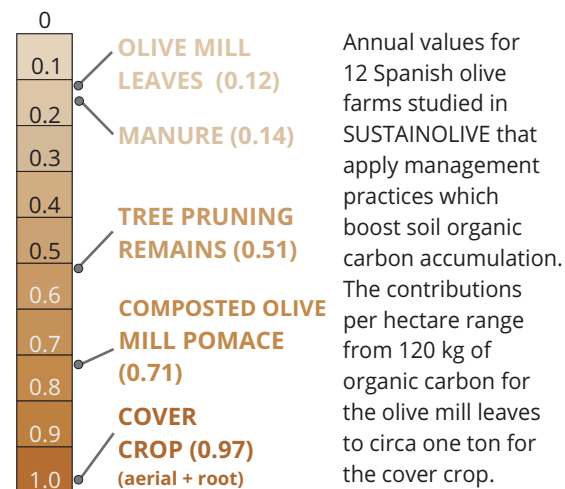 0
0.1
0.2
0.3
0.4
0.5
0.6
0.7
0.8
0.9
1.0
OLIVE MILL
LEAVES (0.12)
MANURE (0.14)
TREE PRUNING
REMAINS (0.51)
COMPOSTED OLIVE
MILL POMACE
(0.71)
COVER
CROP (0.97)
(aerial + root)
Annual values for
12 Spanish olive
farms studied in
SUSTAINOLIVE that
apply management
practices which
boost soil organic
carbon accumulation.
The contributions
per hectare range
from 120 kg of
organic carbon for
the olive mill leaves
to circa one ton for
the cover crop.